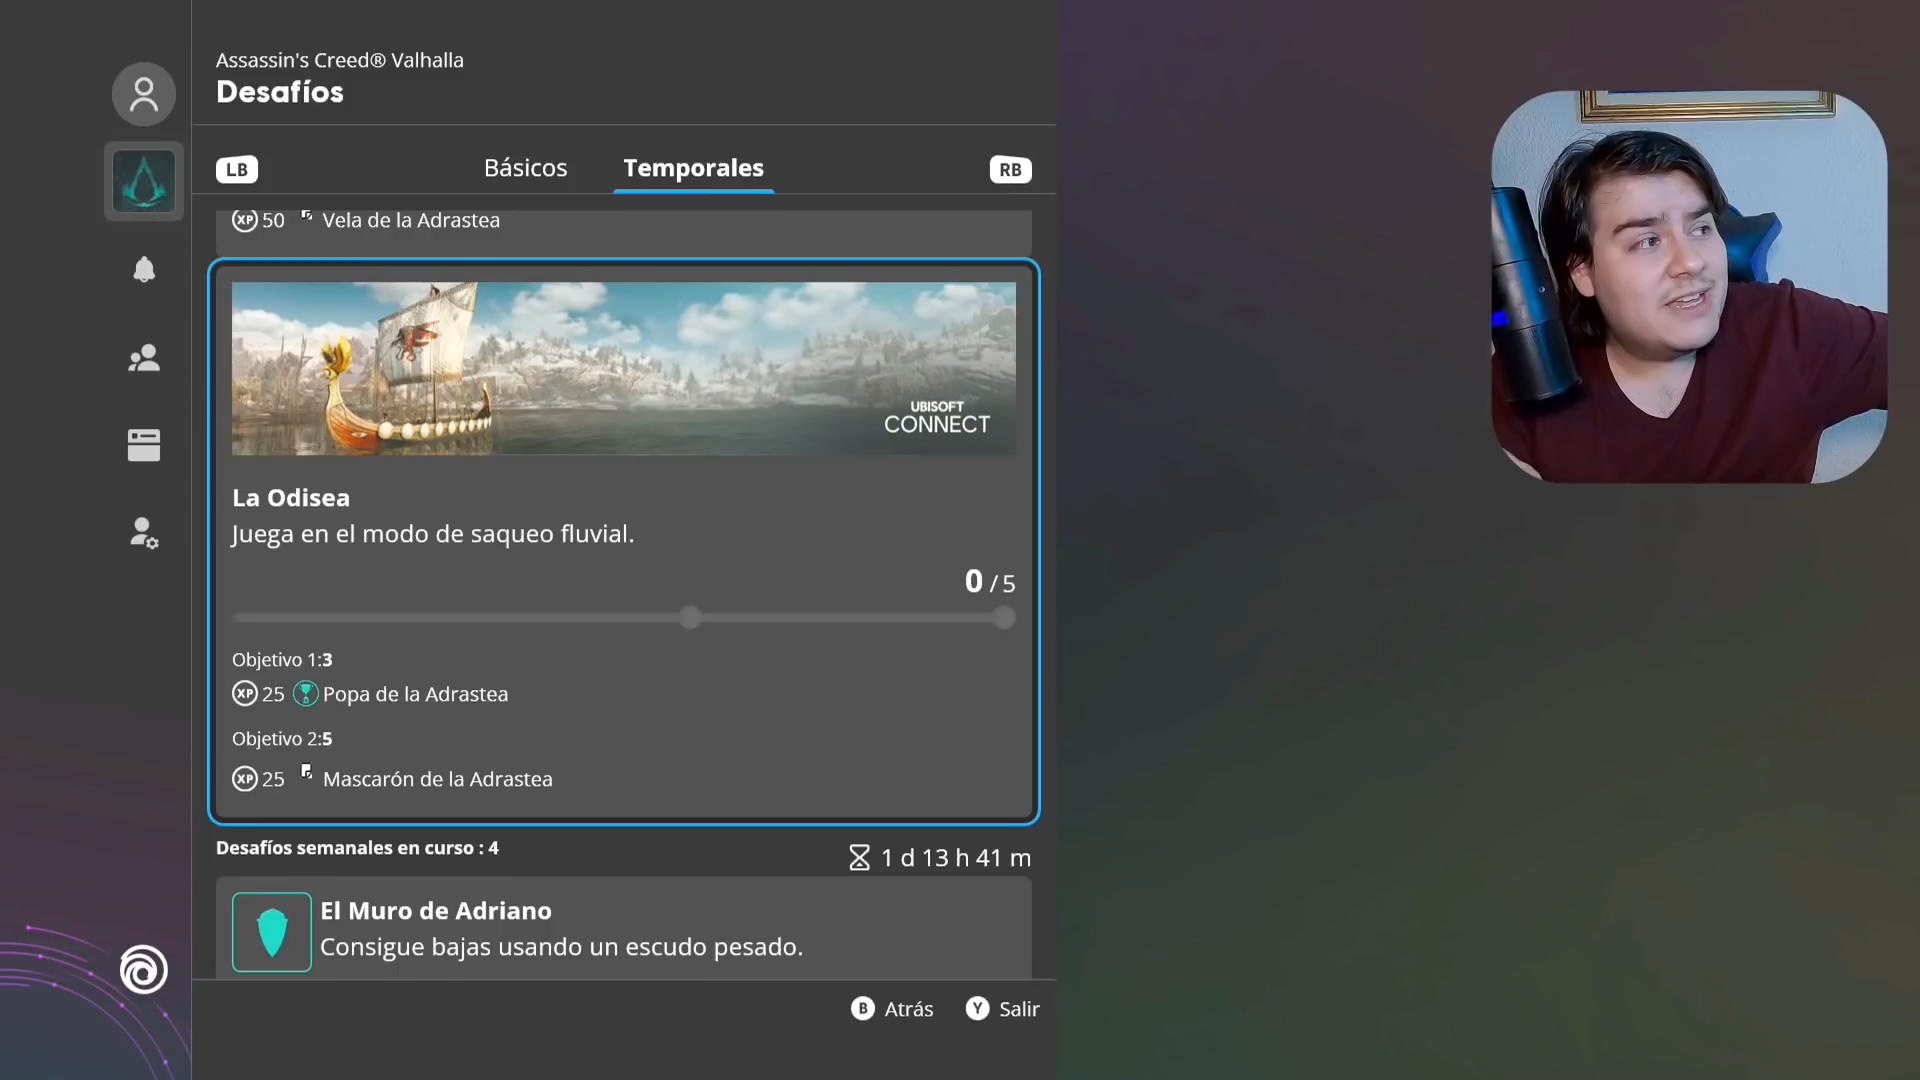 Assassin's Creed® Valhalla
Desafíos
LB Básicos Temporales RB
XP 50 Vela de la Adrastea
UBISOFT
CONNECT
La Odisea
Juega en el modo de saqueo fluvial.
0 / 5
Objetivo 1:3
XP 25 Popa de la Adrastea
Objetivo 2:5
XP 25 Mascarón de la Adrastea
Desafíos semanales en curso : 4
1 d 13 h 41 m
El Muro de Adriano
Consigue bajas usando un escudo pesado.
B Atrás Y Salir